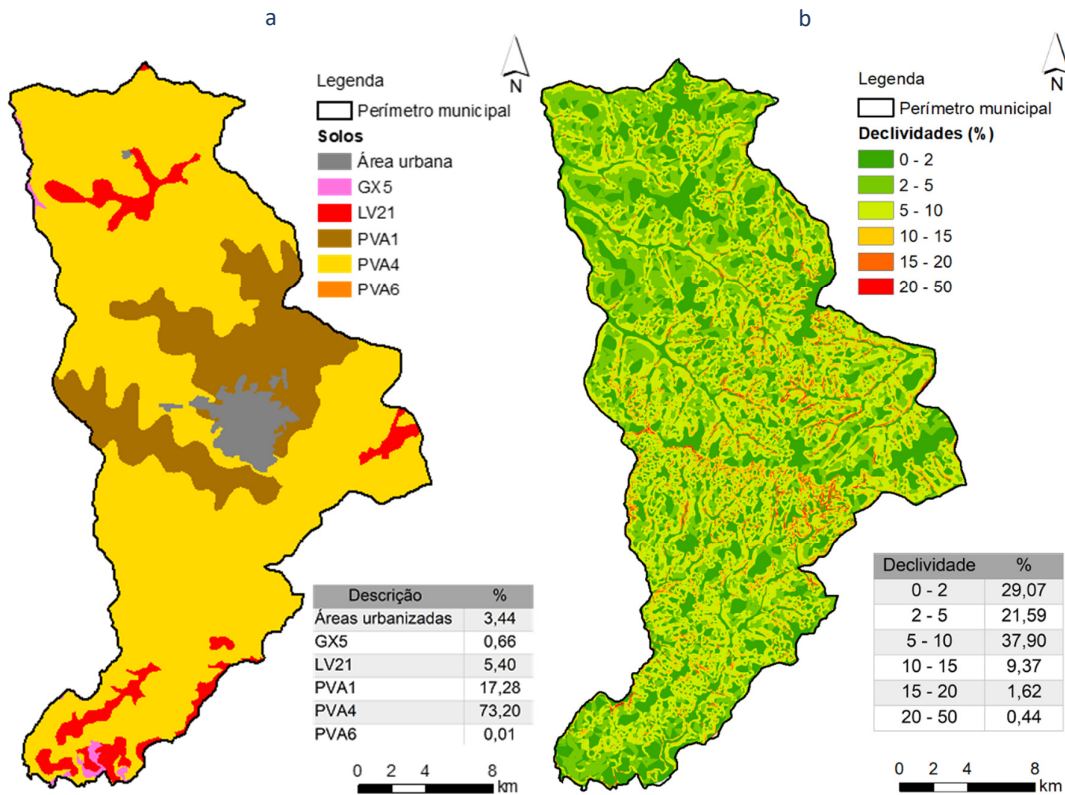 a
N
Legenda
Perímetro municipal
Solos
Área urbana
GX5
LV21
PVA1
PVA4
PVA6
Descrição %
Áreas urbanizadas 3,44
GX5 0,66
LV21 5,40
PVA1 17,28
PVA4 73,20
PVA6 0,01
0 2 4 8
km
b
N
Legenda
Perímetro municipal
Declividades (%)
0 - 2
2 - 5
5 - 10
10 - 15
15 - 20
20 - 50
Declividade %
0 - 2 29,07
2 - 5 21,59
5 - 10 37,90
10 - 15 9,37
15 - 20 1,62
20 - 50 0,44
0 2 4 8
km